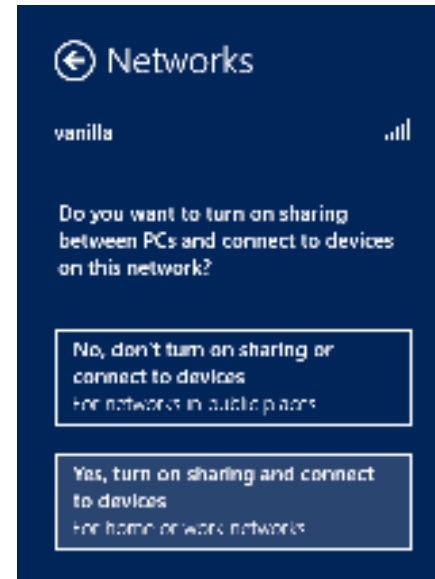 Networks
vanilla
Do you want to turn on sharing
between PCs and connect to devices
on this network?
No, don't turn on sharing or
connect to devices
For networks in public places
Yes, turn on sharing and connect
to devices
For home or work networks